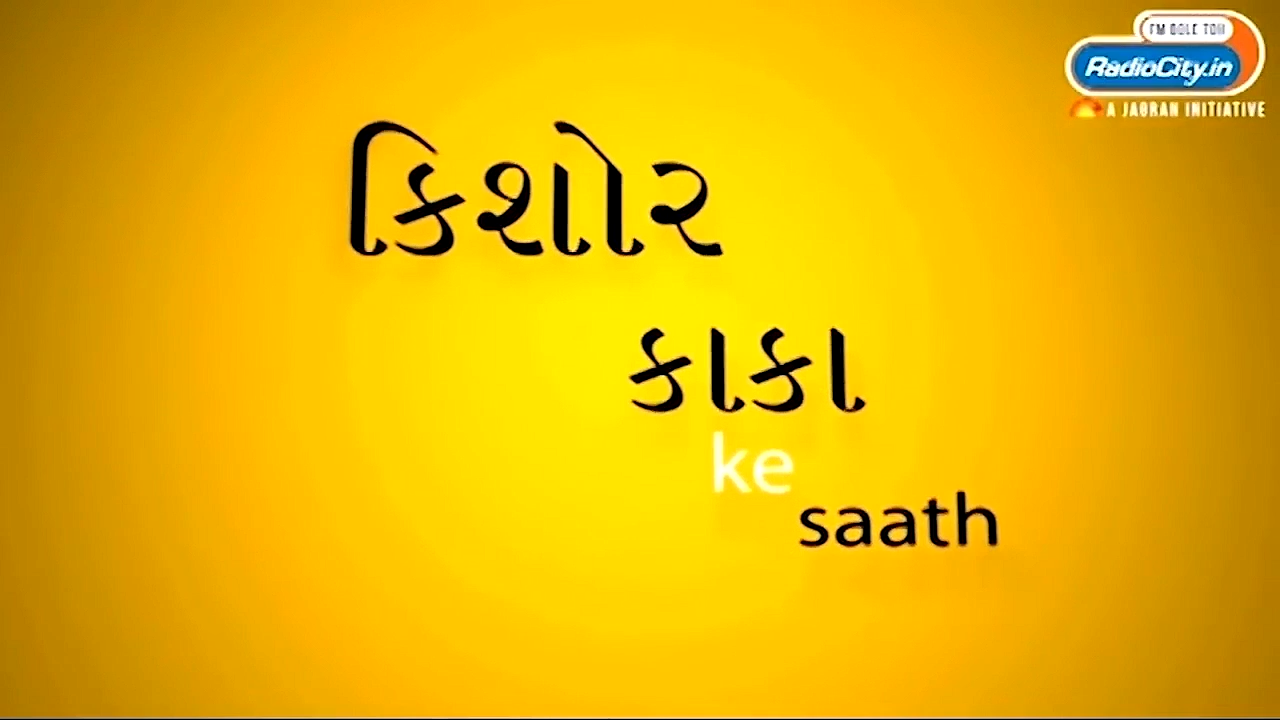 FM BOLE TOH
RadioCity.in
A JAGRAN INITIATIVE
કિશોર
કાકા
ke
saath